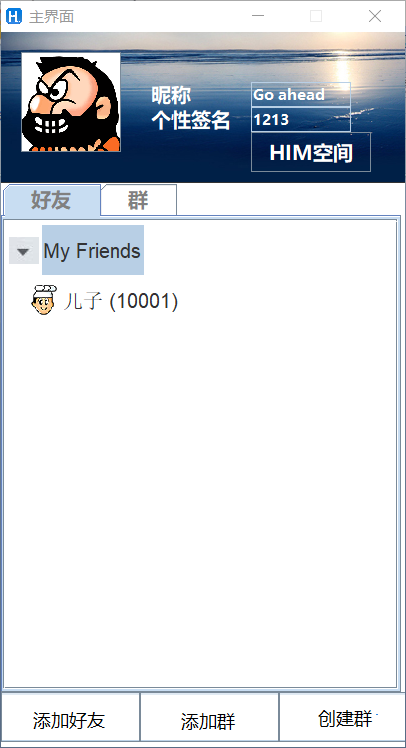 H. 主界面
昵称 Go ahead
个性签名 1213
HIM空间
好友 群
My Friends
儿子 (10001)
添加好友 添加群 创建群